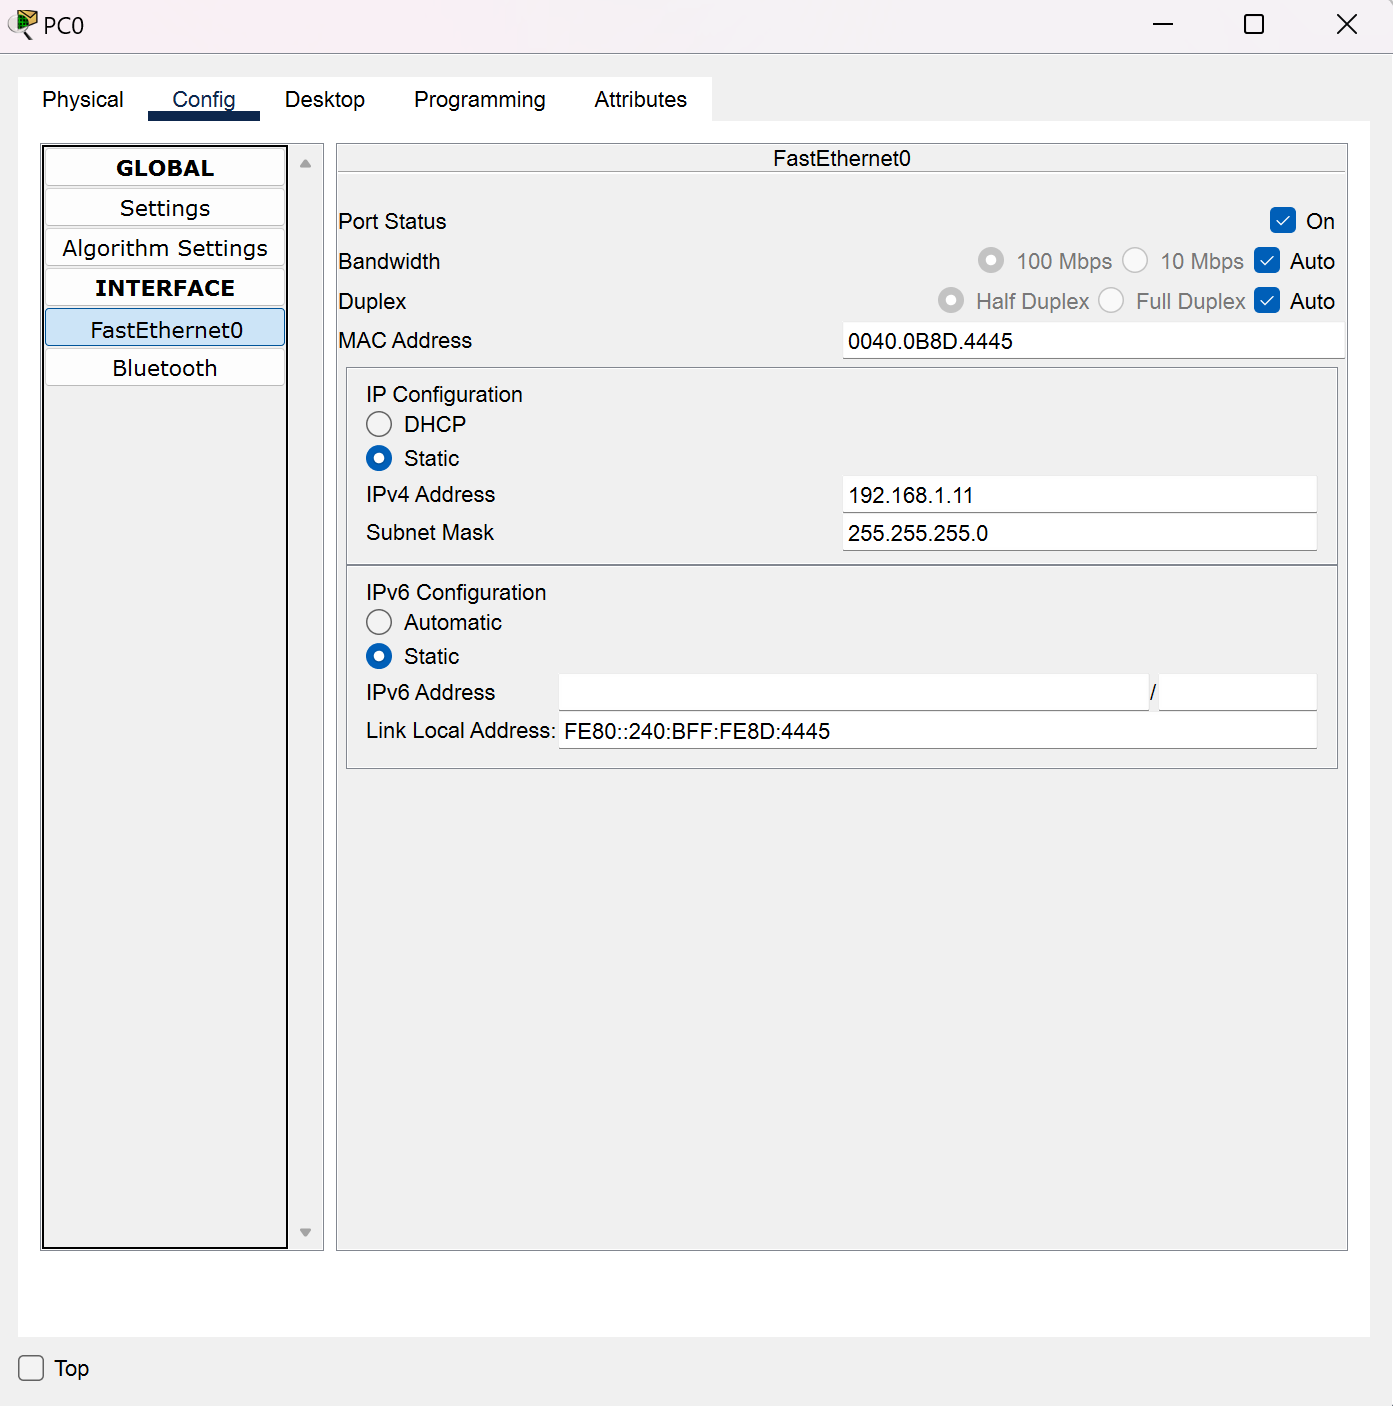 PC0
Physical Config Desktop Programming Attributes
GLOBAL
Settings
Algorithm Settings
INTERFACE
FastEthernet0
Bluetooth
FastEthernet0
Port Status On
Bandwidth 100 Mbps 10 Mbps Auto
Duplex Half Duplex Full Duplex Auto
MAC Address 0040.0B8D.4445
IP Configuration
DHCP
Static
IPv4 Address 192.168.1.11
Subnet Mask 255.255.255.0
IPv6 Configuration
Automatic
Static
IPv6 Address /
Link Local Address: FE80::240:BFF:FE8D:4445
Top